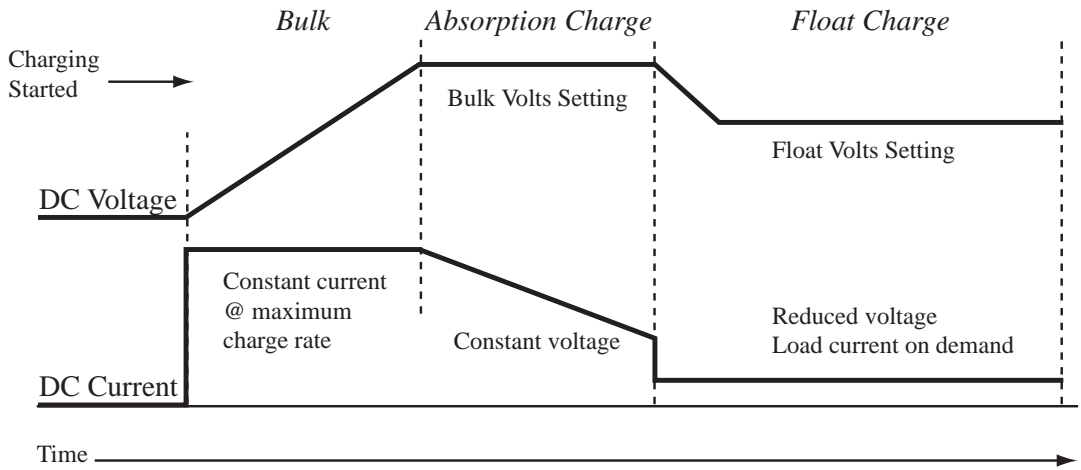 Bulk
Absorption Charge
Float Charge
Charging
Started
Bulk Volts Setting
Float Volts Setting
DC Voltage
Constant current
@ maximum
charge rate
Constant voltage
Reduced voltage
Load current on demand
DC Current
Time